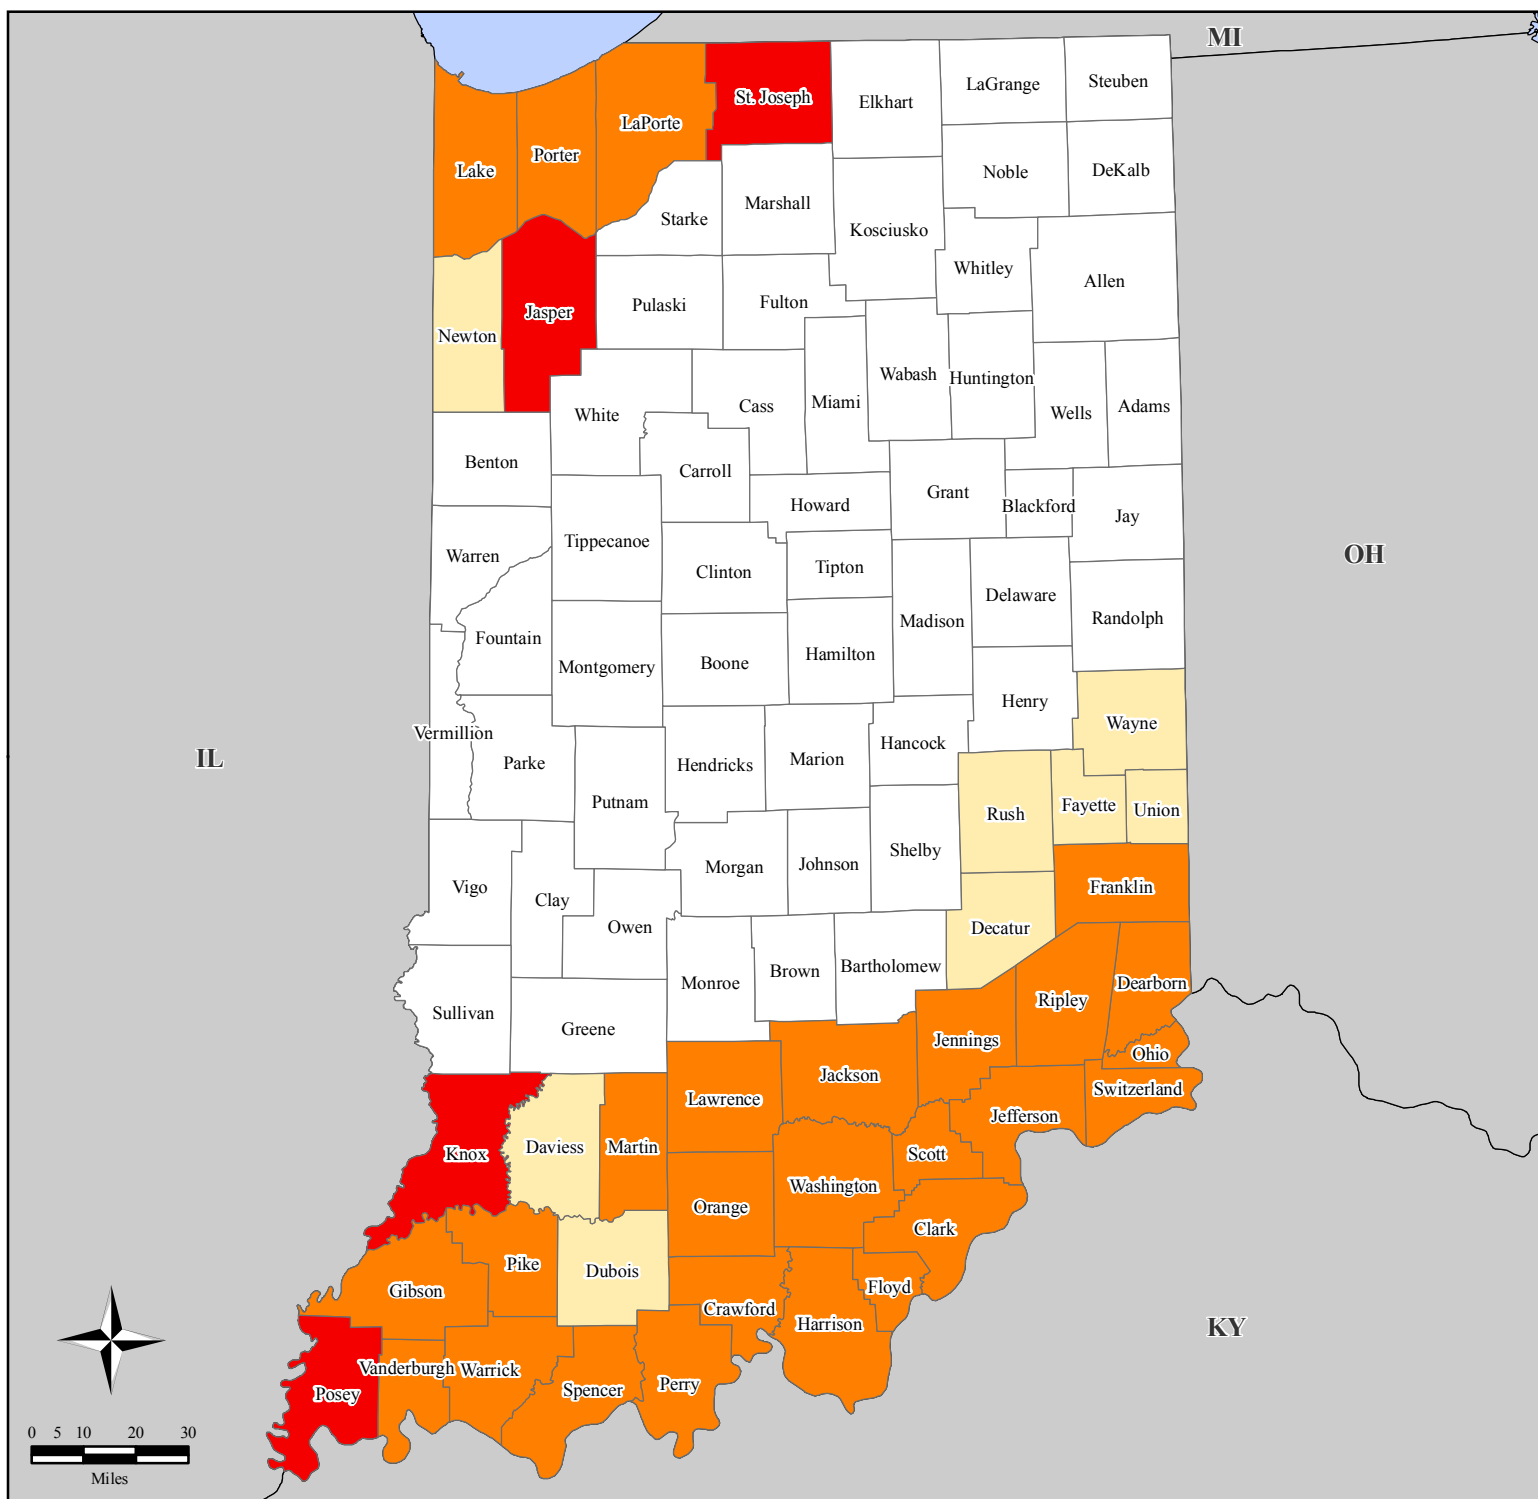 MI
St. Joseph
Elkhart
LaGrange
Steuben
LaPorte
Lake
Porter
Noble
DeKalb
Starke
Marshall
Kosciusko
Whitley
Allen
Newton
Jasper
Pulaski
Fulton
White
Cass
Miami
Wabash
Huntington
Wells
Adams
Benton
Carroll
Howard
Grant
Blackford
Jay
Warren
Tippecanoe
Clinton
Tipton
OH
Fountain
Montgomery
Boone
Hamilton
Madison
Delaware
Randolph
Henry
Wayne
IL
Vermillion
Parke
Putnam
Hendricks
Marion
Hancock
Rush
Fayette
Union
Vigo
Clay
Owen
Morgan
Johnson
Shelby
Franklin
Decatur
Sullivan
Greene
Monroe
Brown
Bartholomew
Jennings
Ripley
Dearborn
Ohio
Switzerland
Jackson
Lawrence
Jefferson
Knox
Daviess
Martin
Scott
Washington
Orange
Clark
Pike
Dubois
Gibson
Crawford
Floyd
Harrison
KY
Vanderburgh
Warrick
Spencer
Perry
Posey
0 5 10 20 30
Miles